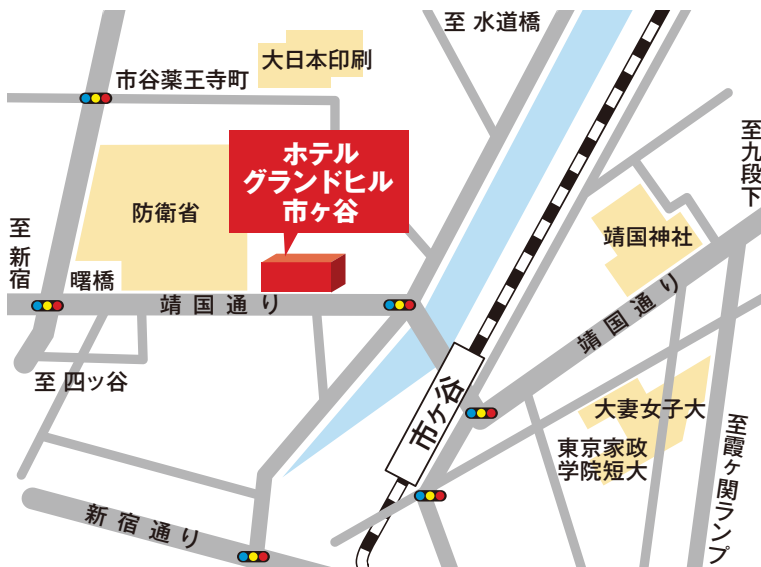 至 水道橋
大日本印刷
市谷薬王寺町
ホテル
グランドヒル
市ヶ谷
至九段下
防衛省
靖国神社
至 新宿
曙橋
靖国通り
靖国通り
至 四ッ谷
市ヶ谷
大妻女子大
東京家政
学院短大
至霞ヶ関ランプ
新宿通り